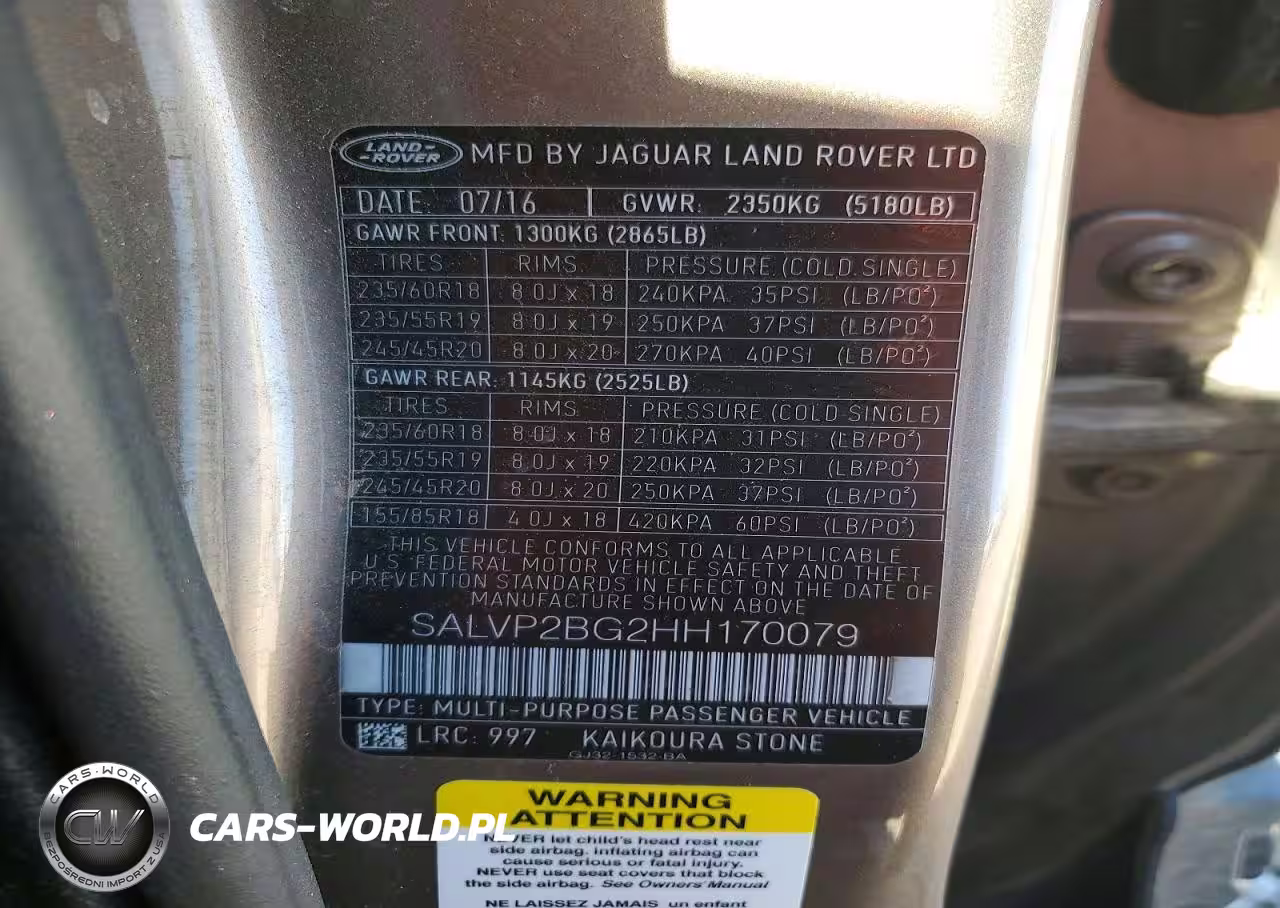 LAND-
-ROVER
MFD BY JAGUAR LAND ROVER LTD
DATE: 07/16 GVWR: 2350KG (5180LB)
GAWR FRONT: 1300KG (2865LB)
TIRES RIMS PRESSURE (COLD SINGLE)
235/60R18 8.0J x 18 240KPA 35PSI (LB/PO²)
235/55R19 8.0J x 19 250KPA 37PSI (LB/PO²)
245/45R20 8.0J x 20 270KPA 40PSI (LB/PO²)
GAWR REAR: 1145KG (2525LB)
TIRES RIMS PRESSURE (COLD SINGLE)
235/60R18 8.0J x 18 210KPA 31PSI (LB/PO²)
235/55R19 8.0J x 19 220KPA 32PSI (LB/PO²)
245/45R20 8.0J x 20 250KPA 37PSI (LB/PO²)
155/85R18 4.0J x 18 420KPA 60PSI (LB/PO²)
THIS VEHICLE CONFORMS TO ALL APPLICABLE
U.S. FEDERAL MOTOR VEHICLE SAFETY AND THEFT
PREVENTION STANDARDS IN EFFECT ON THE DATE OF
MANUFACTURE SHOWN ABOVE
SALVP2BG2HH170079
TYPE: MULTI-PURPOSE PASSENGER VEHICLE
LRC: 997 KAIKOURA STONE
GJ32-1532-BA
WARNING
ATTENTION
NEVER let child's head rest near
side airbag. inflating airbag can
cause serious or fatal injury.
NEVER use seat covers that block
the side airbag. See Owners Manual
NE LAISSEZ JAMAIS un enfant
CARS-WORLD
CW
BEZPOŚREDNI IMPORT Z USA
CARS-WORLD.PL